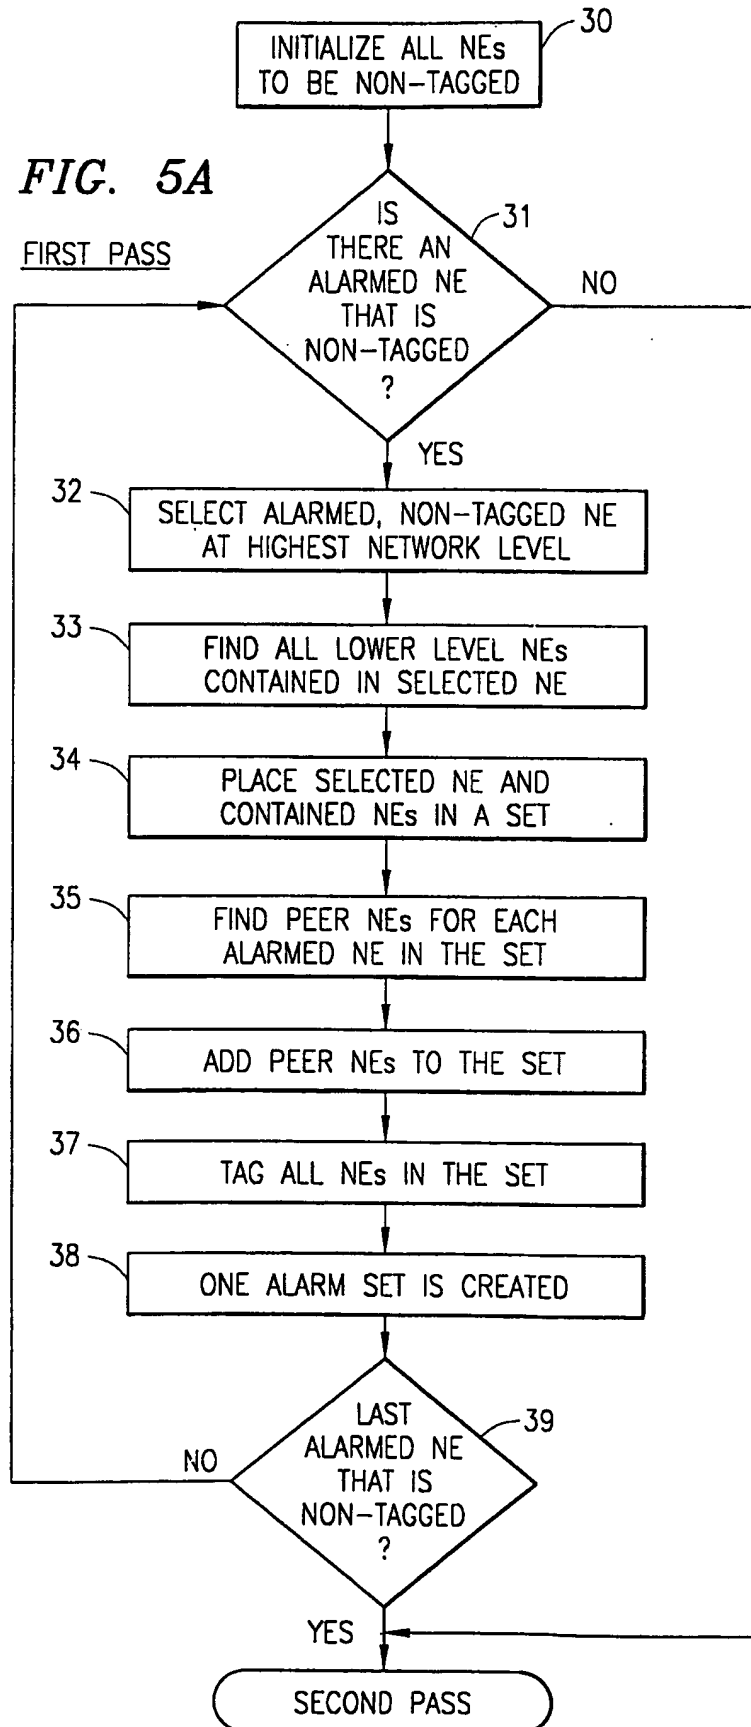 30
INITIALIZE ALL NEs
TO BE NON-TAGGED
FIG. 5A
FIRST PASS
31
IS
THERE AN
ALARMED NE
THAT IS
NON-TAGGED
?
NO
YES
32
SELECT ALARMED, NON-TAGGED NE
AT HIGHEST NETWORK LEVEL
33
FIND ALL LOWER LEVEL NEs
CONTAINED IN SELECTED NE
34
PLACE SELECTED NE AND
CONTAINED NEs IN A SET
35
FIND PEER NEs FOR EACH
ALARMED NE IN THE SET
36
ADD PEER NEs TO THE SET
37
TAG ALL NEs IN THE SET
38
ONE ALARM SET IS CREATED
39
LAST
ALARMED NE
THAT IS
NON-TAGGED
?
NO
YES
SECOND PASS